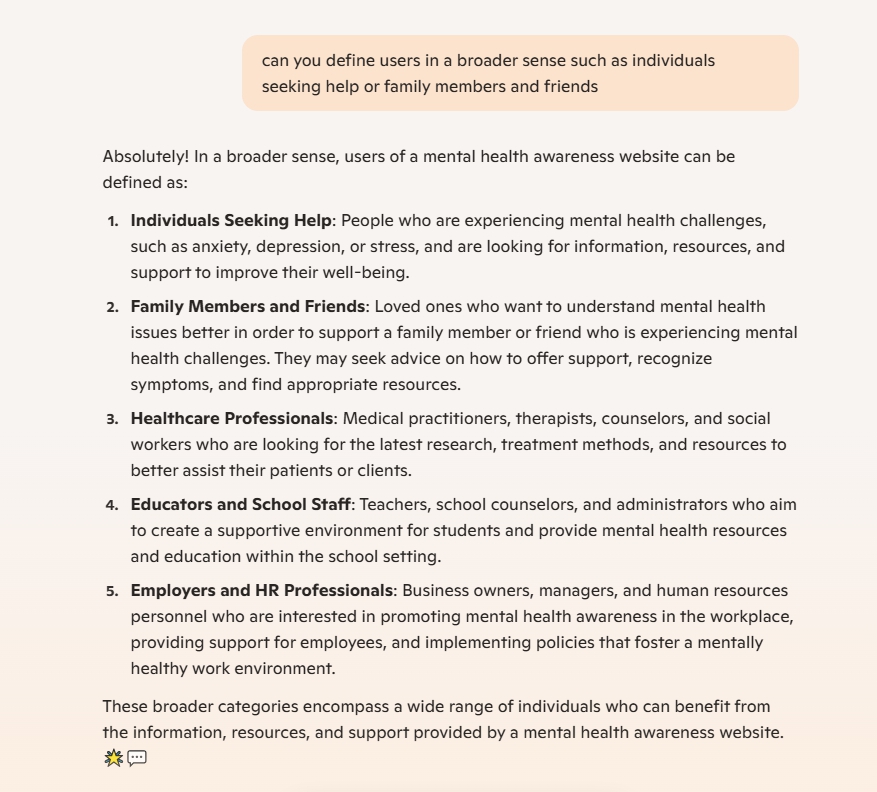 can you define users in a broader sense such as individuals
seeking help or family members and friends
Absolutely! In a broader sense, users of a mental health awareness website can be
defined as:
1. Individuals Seeking Help: People who are experiencing mental health challenges,
such as anxiety, depression, or stress, and are looking for information, resources, and
support to improve their well-being.
2. Family Members and Friends: Loved ones who want to understand mental health
issues better in order to support a family member or friend who is experiencing mental
health challenges. They may seek advice on how to offer support, recognize
symptoms, and find appropriate resources.
3. Healthcare Professionals: Medical practitioners, therapists, counselors, and social
workers who are looking for the latest research, treatment methods, and resources to
better assist their patients or clients.
4. Educators and School Staff: Teachers, school counselors, and administrators who aim
to create a supportive environment for students and provide mental health resources
and education within the school setting.
5. Employers and HR Professionals: Business owners, managers, and human resources
personnel who are interested in promoting mental health awareness in the workplace,
providing support for employees, and implementing policies that foster a mentally
healthy work environment.
These broader categories encompass a wide range of individuals who can benefit from
the information, resources, and support provided by a mental health awareness website.
🌟💬